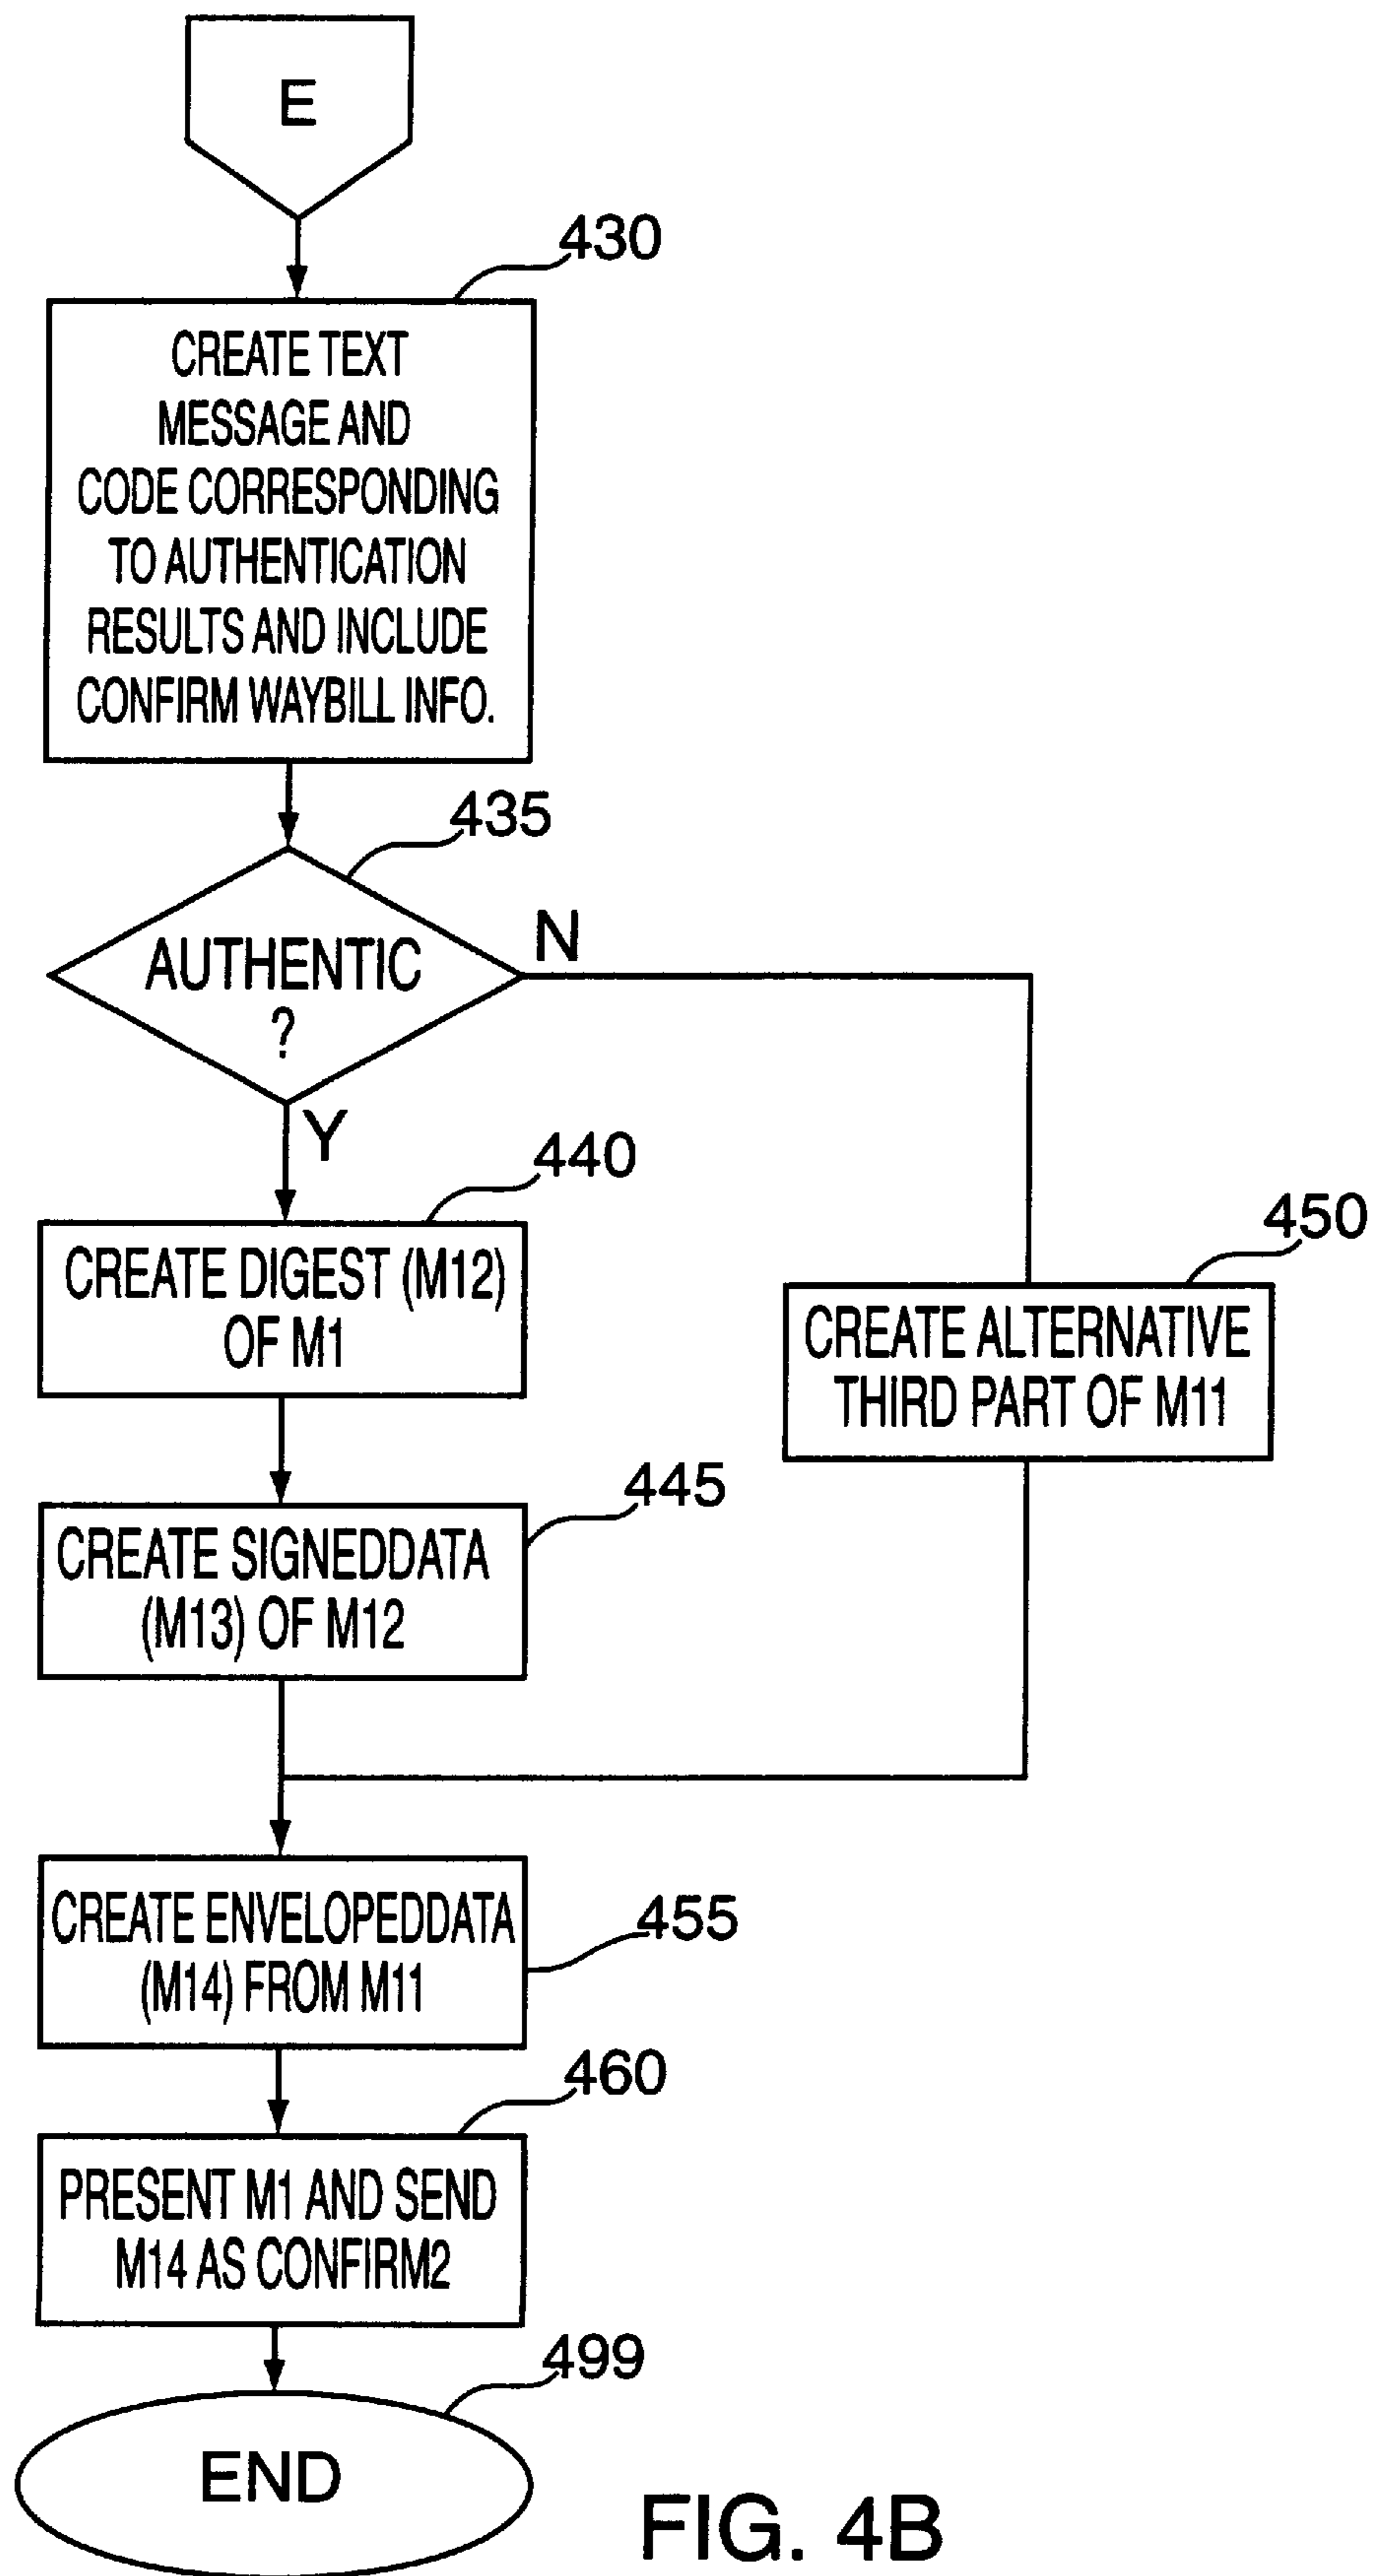 E
430
CREATE TEXT
MESSAGE AND
CODE CORRESPONDING
TO AUTHENTICATION
RESULTS AND INCLUDE
CONFIRM WAYBILL INFO.
435
AUTHENTIC
?
N
Y
440
CREATE DIGEST (M12)
OF M1
450
CREATE ALTERNATIVE
THIRD PART OF M11
445
CREATE SIGNEDDATA
(M13) OF M12
CREATE ENVELOPEDDATA
(M14) FROM M11
455
460
PRESENT M1 AND SEND
M14 AS CONFIRM2
499
END
FIG. 4B